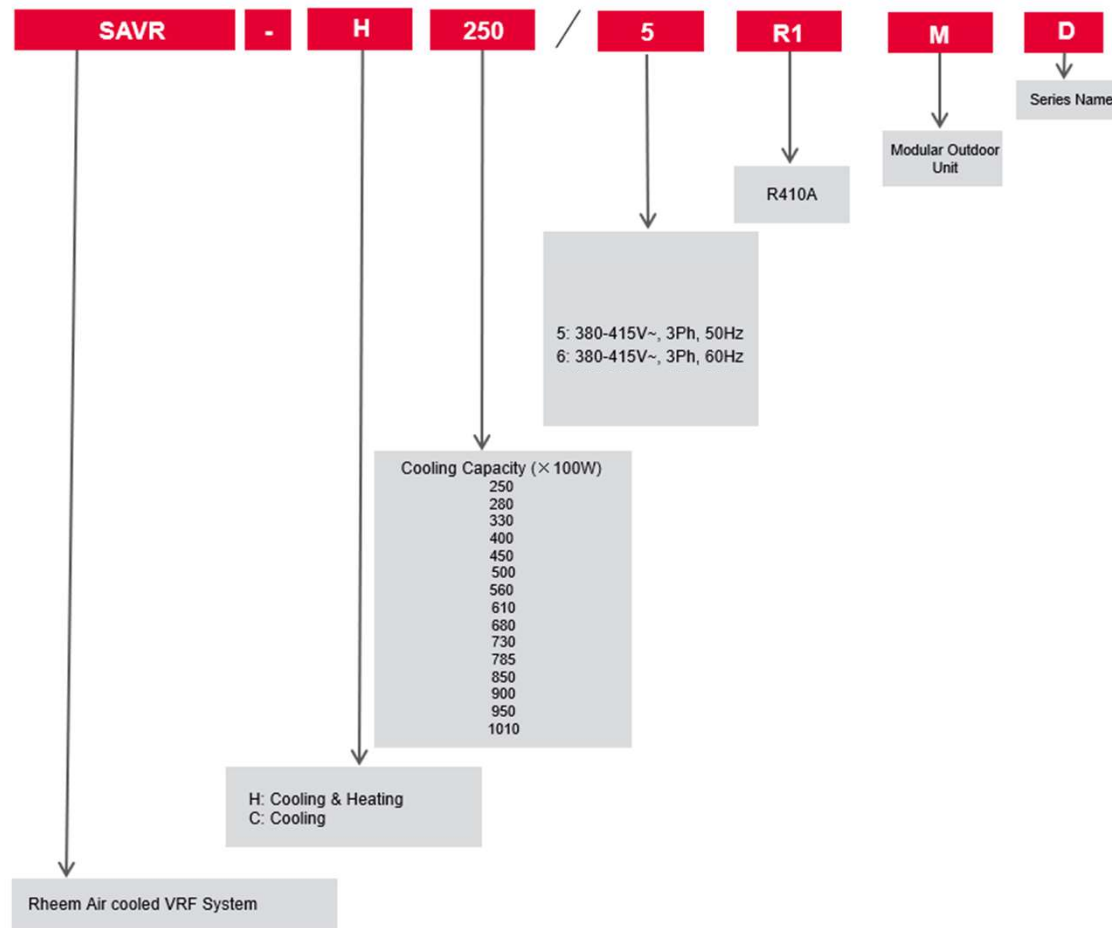 SAVR - H 250 / 5 R1 M D
Series Name
Modular Outdoor
Unit
R410A
5: 380-415V~, 3Ph, 50Hz
6: 380-415V~, 3Ph, 60Hz
Cooling Capacity (×100W)
250
280
330
400
450
500
560
610
680
730
785
850
900
950
1010
H: Cooling & Heating
C: Cooling
Rheem Air cooled VRF System